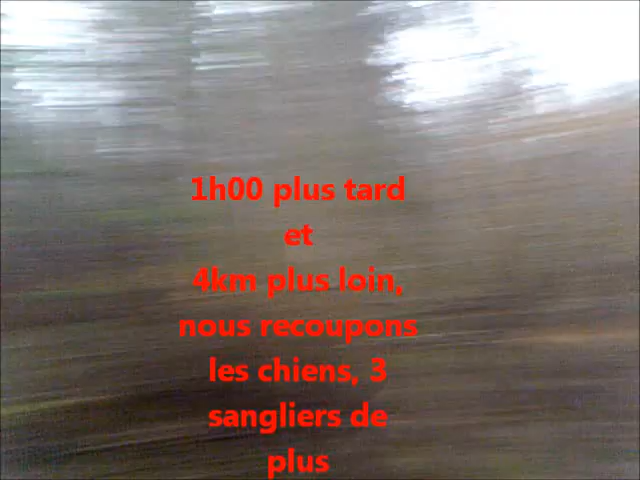 1h00 plus tard
et
4km plus loin,
nous recoupons
les chiens, 3
sangliers de
plus